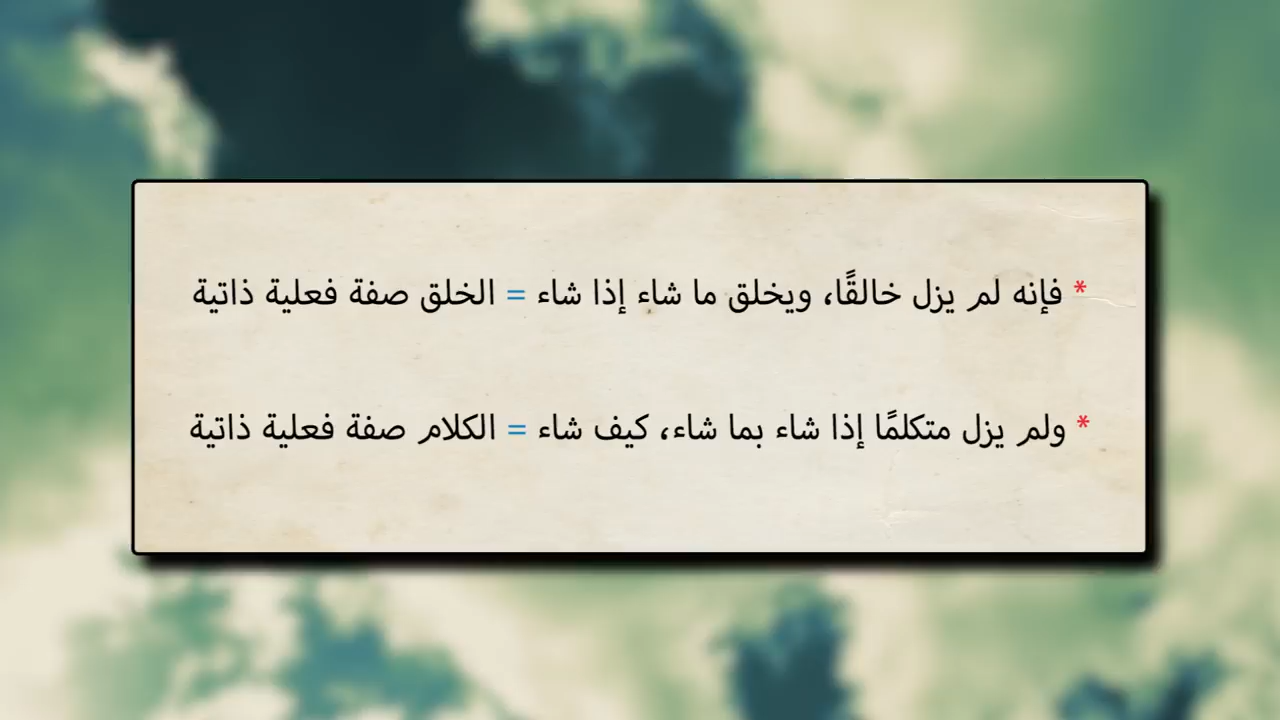 * فإنه لم يزل خالقًا، ويخلق ما شاء إذا شاء = الخلق صفة فعلية ذاتية
* ولم يزل متكلمًا إذا شاء بما شاء، كيف شاء = الكلام صفة فعلية ذاتية